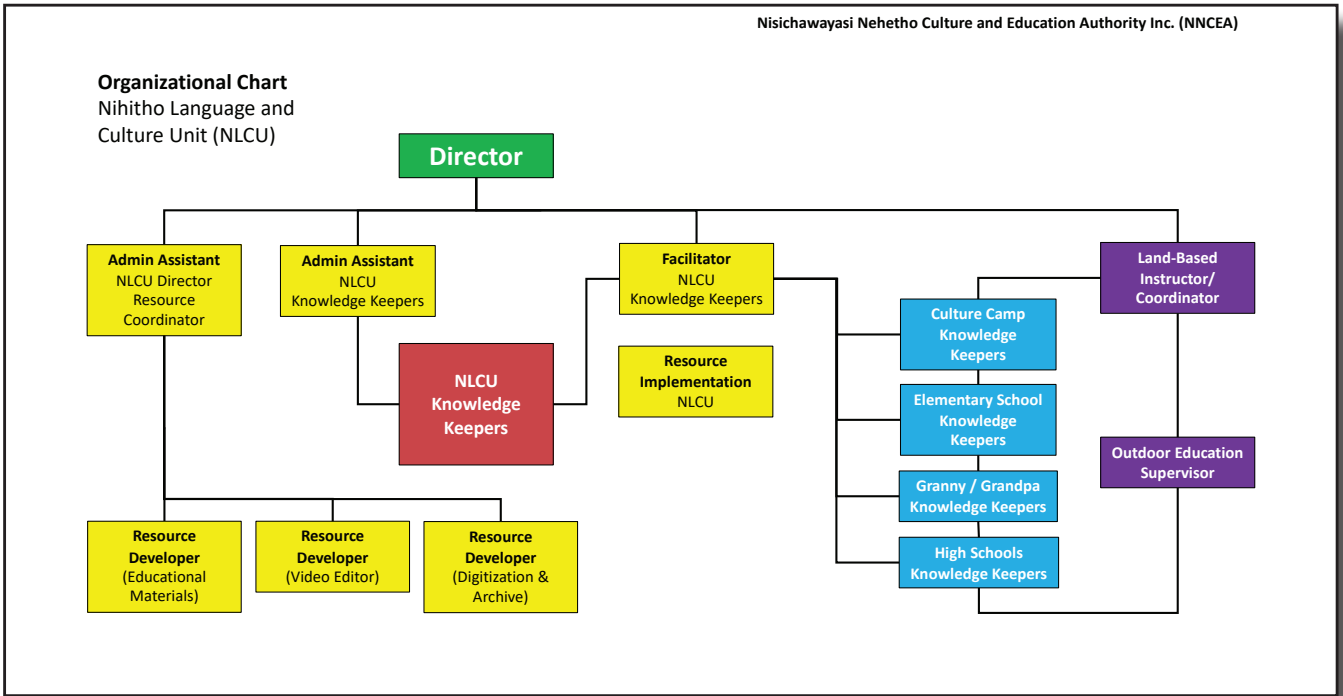 Nisichawayasi Nehetho Culture and Education Authority Inc. (NNCEA)
Organizational Chart
Nihitho Language and
Culture Unit (NLCU)
Director
Admin Assistant
NLCU Director
Resource
Coordinator
Admin Assistant
NLCU
Knowledge Keepers
Facilitator
NLCU
Knowledge Keepers
Land-Based
Instructor/
Coordinator
NLCU
Knowledge
Keepers
Resource
Implementation
NLCU
Culture Camp
Knowledge
Keepers
Elementary School
Knowledge
Keepers
Granny / Grandpa
Knowledge Keepers
High Schools
Knowledge Keepers
Outdoor Education
Supervisor
Resource
Developer
(Educational
Materials)
Resource
Developer
(Video Editor)
Resource
Developer
(Digitization &
Archive)